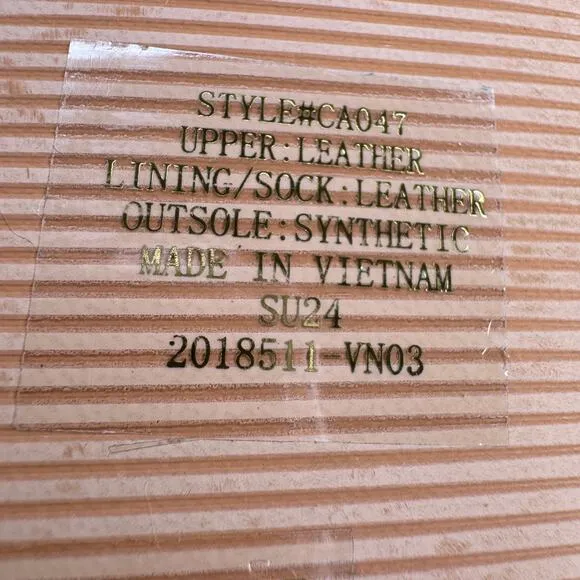 STYLE#CA047
UPPER:LEATHER
LINING/SOCK:LEATHER
OUTSOLE:SYNTHETIC
MADE IN VIETNAM
SU24
2018511-VN03